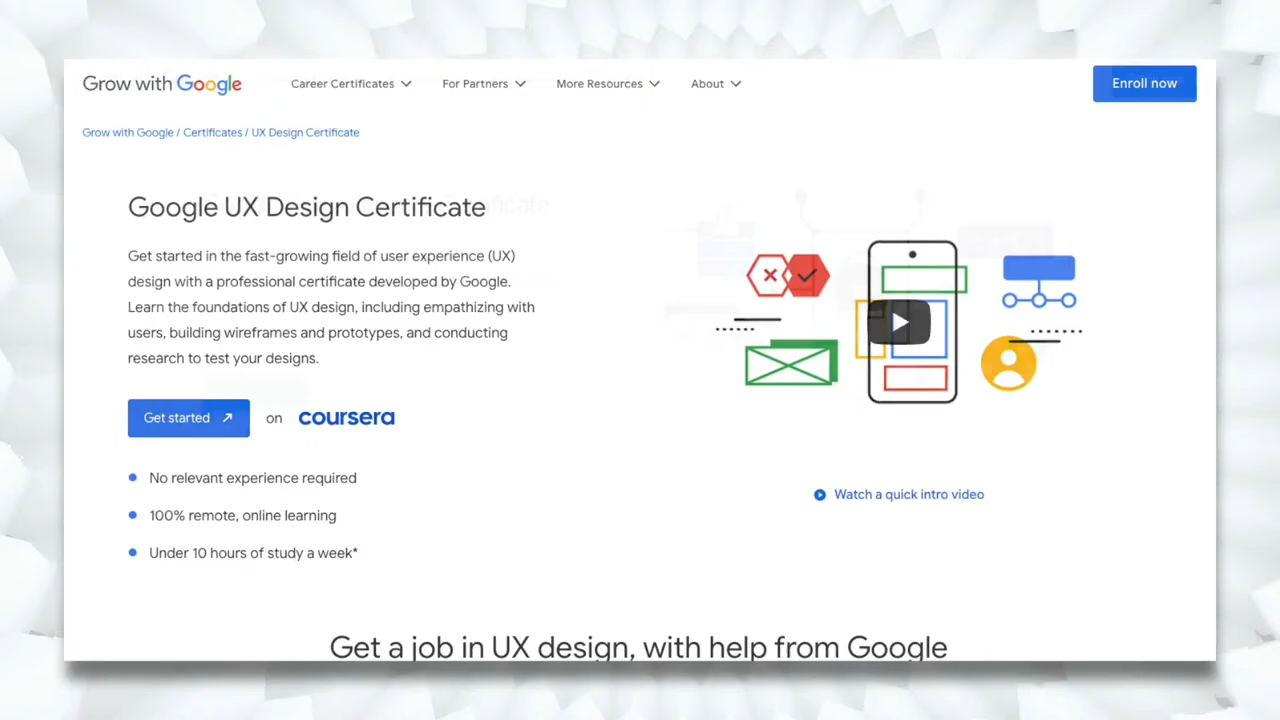 Grow with Google
Career Certificates
For Partners
More Resources
About
Enroll now
Grow with Google / Certificates / UX Design Certificate
Google UX Design Certificate
Get started in the fast-growing field of user experience (UX)
design with a professional certificate developed by Google.
Learn the foundations of UX design, including empathizing with
users, building wireframes and prototypes, and conducting
research to test your designs.
Get started on coursera
No relevant experience required
100% remote, online learning
Under 10 hours of study a week*
Watch a quick intro video
Get a job in UX design, with help from Google